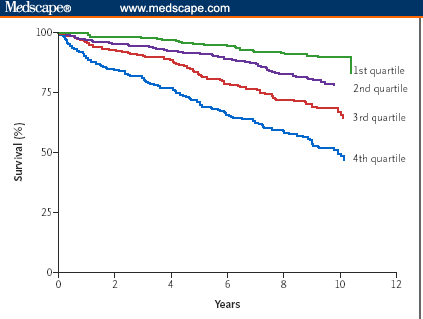 Medscape® www.medscape.com
100
75
50
25
0
Survival (%)
1st quartile
2nd quartile
3rd quartile
4th quartile
0 2 4 6 8 10 12
Years